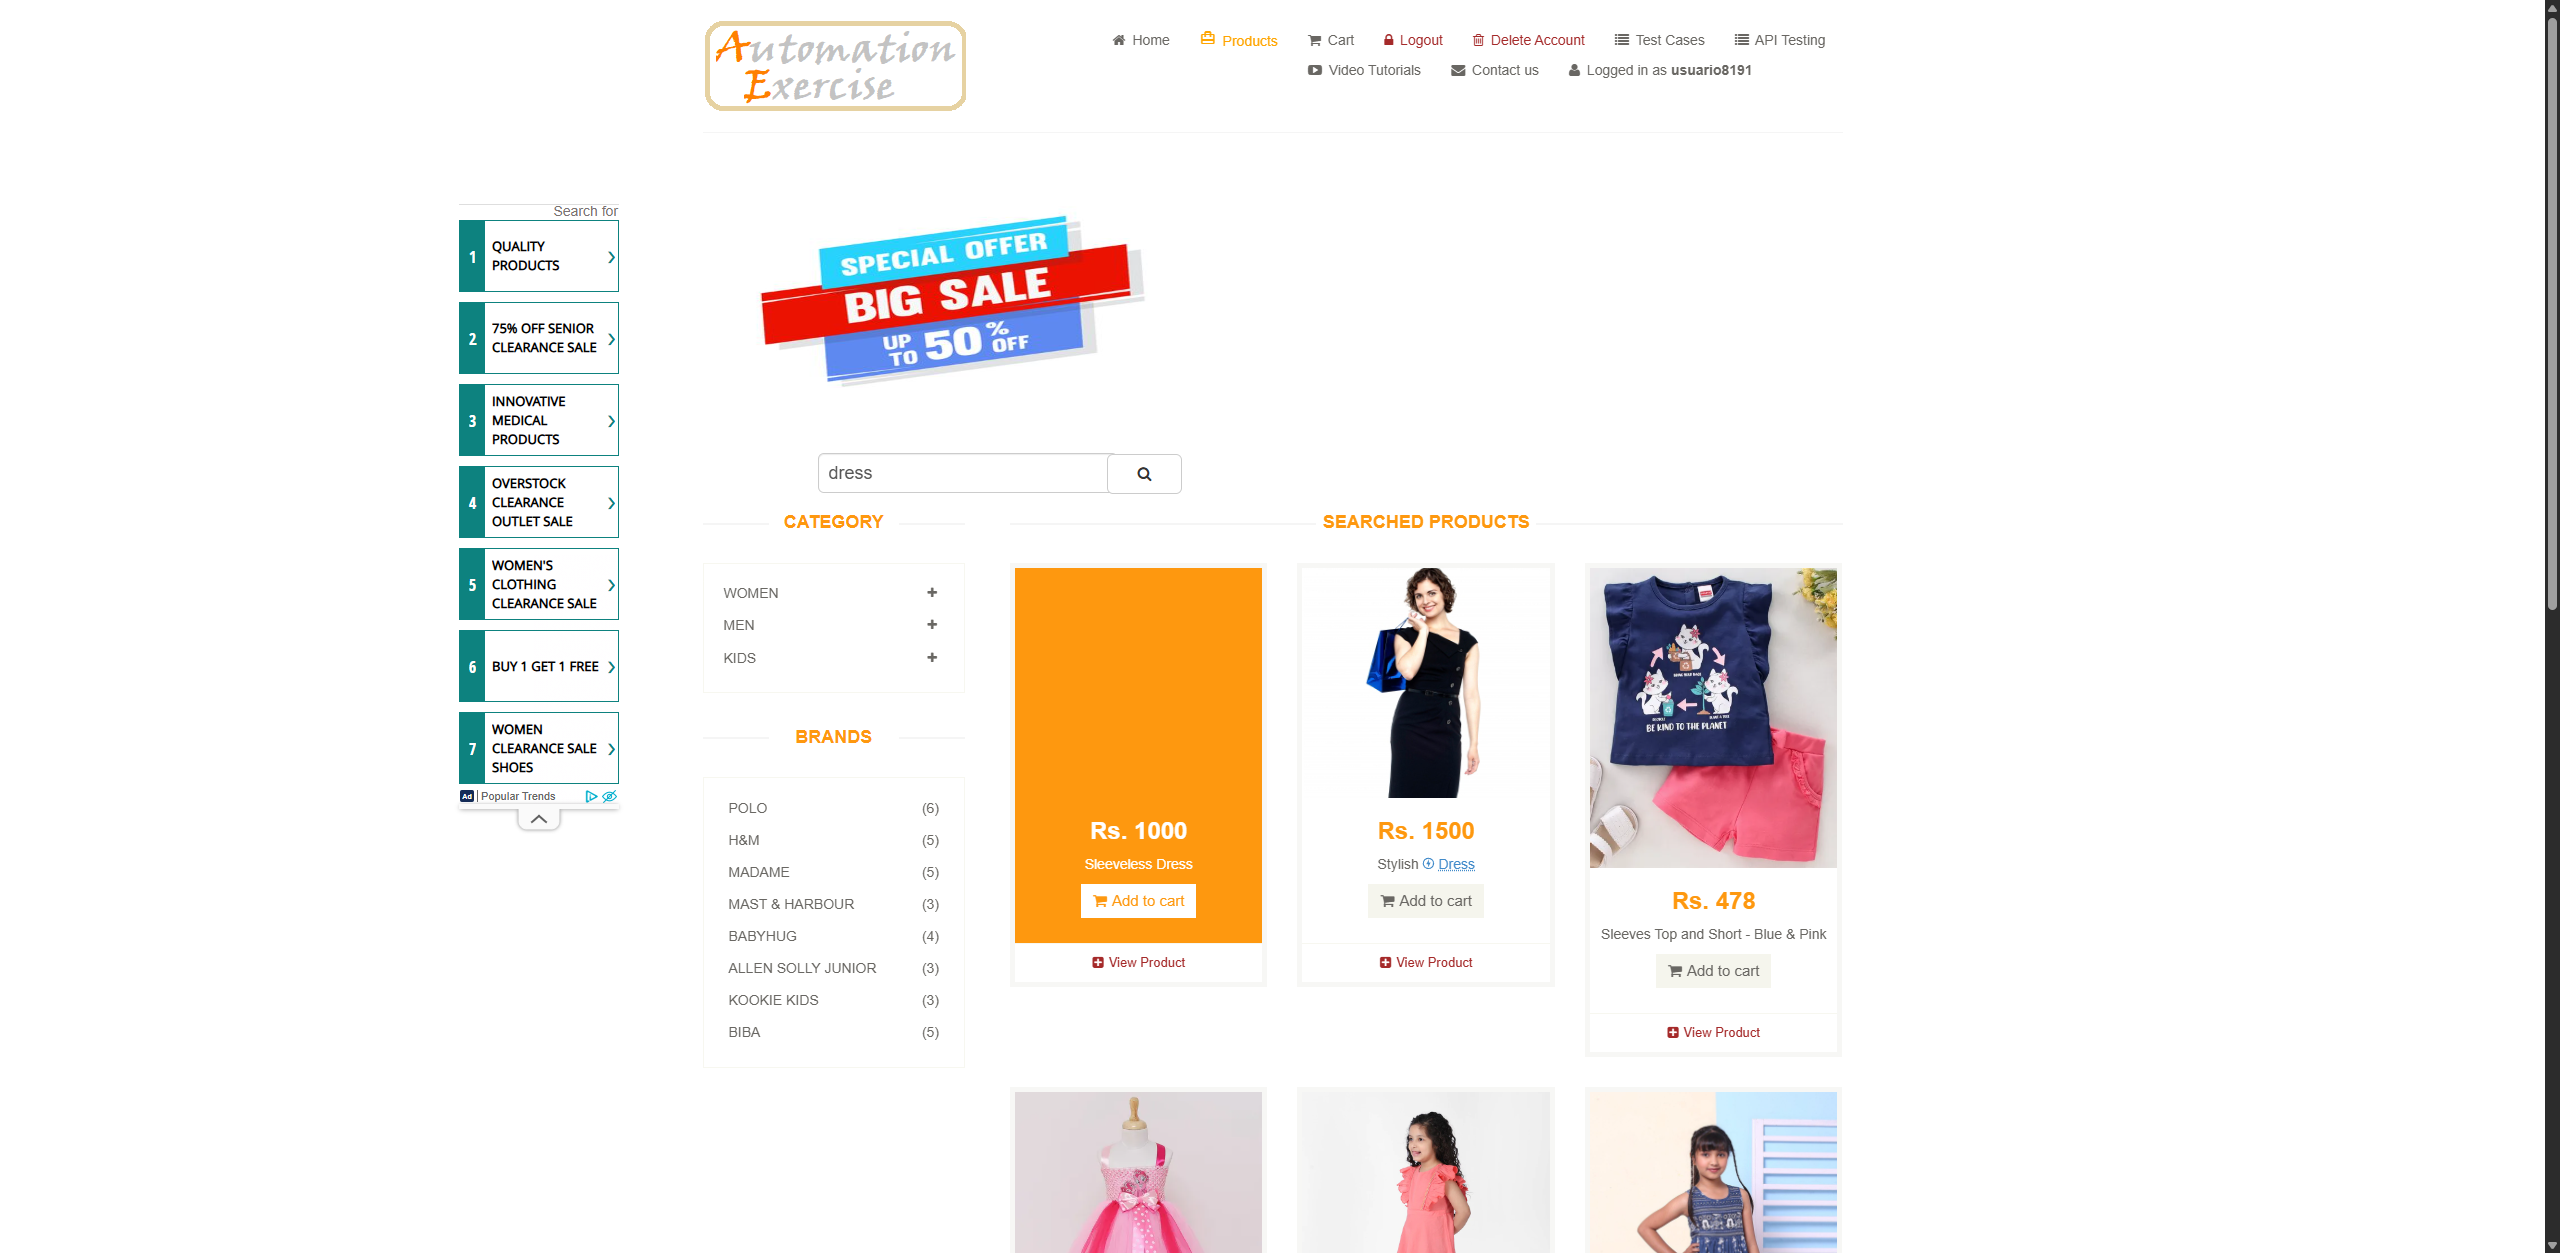 Automation
Exercise
Home
Products
Cart
Logout
Delete Account
Test Cases
API Testing
Video Tutorials
Contact us
Logged in as usuario8191
Search for
1
QUALITY
PRODUCTS
2
75% OFF SENIOR
CLEARANCE SALE
3
INNOVATIVE
MEDICAL
PRODUCTS
4
OVERSTOCK
CLEARANCE
OUTLET SALE
5
WOMEN'S
CLOTHING
CLEARANCE SALE
6
BUY 1 GET 1 FREE
7
WOMEN
CLEARANCE SALE
SHOES
Ad
Popular Trends
SPECIAL OFFER
BIG SALE
UP TO 50% OFF
dress
CATEGORY
WOMEN
MEN
KIDS
BRANDS
POLO (6)
H&M (5)
MADAME (5)
MAST & HARBOUR (3)
BABYHUG (4)
ALLEN SOLLY JUNIOR (3)
KOOKIE KIDS (3)
BIBA (5)
SEARCHED PRODUCTS
Rs. 1000
Sleeveless Dress
Add to cart
View Product
Rs. 1500
Stylish Dress
Add to cart
View Product
BE KIND TO THE PLANET
Rs. 478
Sleeves Top and Short - Blue & Pink
Add to cart
View Product